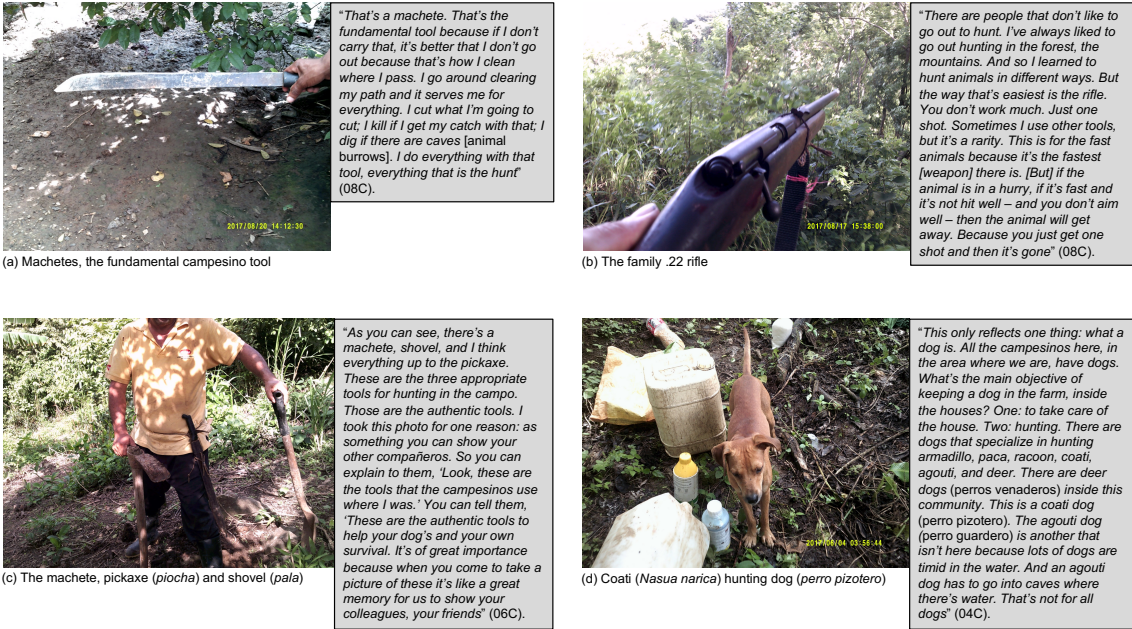 2017/08/20 14:12:30
"That's a machete. That's the
fundamental tool because if I don't
carry that, it's better that I don't go
out because that's how I clean
where I pass. I go around clearing
my path and it serves me for
everything. I cut what I'm going to
cut; I kill if I get my catch with that; I
dig if there are caves [animal
burrows]. I do everything with that
tool, everything that is the hunt"
(08C).
(a) Machetes, the fundamental campesino tool
2017/08/17 15:38:00
"There are people that don't like to
go out to hunt. I've always liked to
go out hunting in the forest, the
mountains. And so I learned to
hunt animals in different ways. But
the way that's easiest is the rifle.
You don't work much. Just one
shot. Sometimes I use other tools,
but it's a rarity. This is for the fast
animals because it's the fastest
[weapon] there is. [But] if the
animal is in a hurry, if it's fast and
it's not hit well – and you don't aim
well – then the animal will get
away. Because you just get one
shot and then it's gone" (08C).
(b) The family .22 rifle
"As you can see, there's a
machete, shovel, and I think
everything up to the pickaxe.
These are the three appropriate
tools for hunting in the campo.
Those are the authentic tools. I
took this photo for one reason: as
something you can show your
other compañeros. So you can
explain to them, 'Look, these are
the tools that the campesinos use
where I was.' You can tell them,
'These are the authentic tools to
help your dog's and your own
survival. It's of great importance
because when you come to take a
picture of these it's like a great
memory for us to show your
colleagues, your friends" (06C).
(c) The machete, pickaxe (piocha) and shovel (pala)
03:56:44
"This only reflects one thing: what a
dog is. All the campesinos here, in
the area where we are, have dogs.
What's the main objective of
keeping a dog in the farm, inside
the houses? One: to take care of
the house. Two: hunting. There are
dogs that specialize in hunting
armadillo, paca, racoon, coati,
agouti, and deer. There are deer
dogs (perros venaderos) inside this
community. This is a coati dog
(perro pizotero). The agouti dog
(perro guardero) is another that
isn't here because lots of dogs are
timid in the water. And an agouti
dog has to go into caves where
there's water. That's not for all
dogs" (04C).
(d) Coati (Nasua narica) hunting dog (perro pizotero)